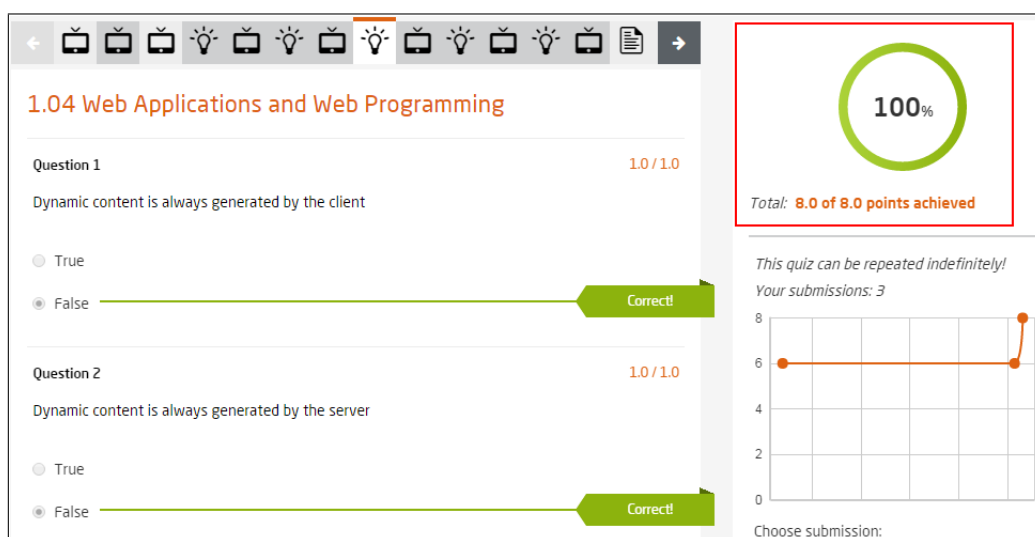 1.04 Web Applications and Web Programming
Question 1
1.0 / 1.0
Dynamic content is always generated by the client
True
False
Correct!
Question 2
1.0 / 1.0
Dynamic content is always generated by the server
True
False
Correct!
100%
Total: 8.0 of 8.0 points achieved
This quiz can be repeated indefinitely!
Your submissions: 3
8
6
4
2
0
Choose submission: